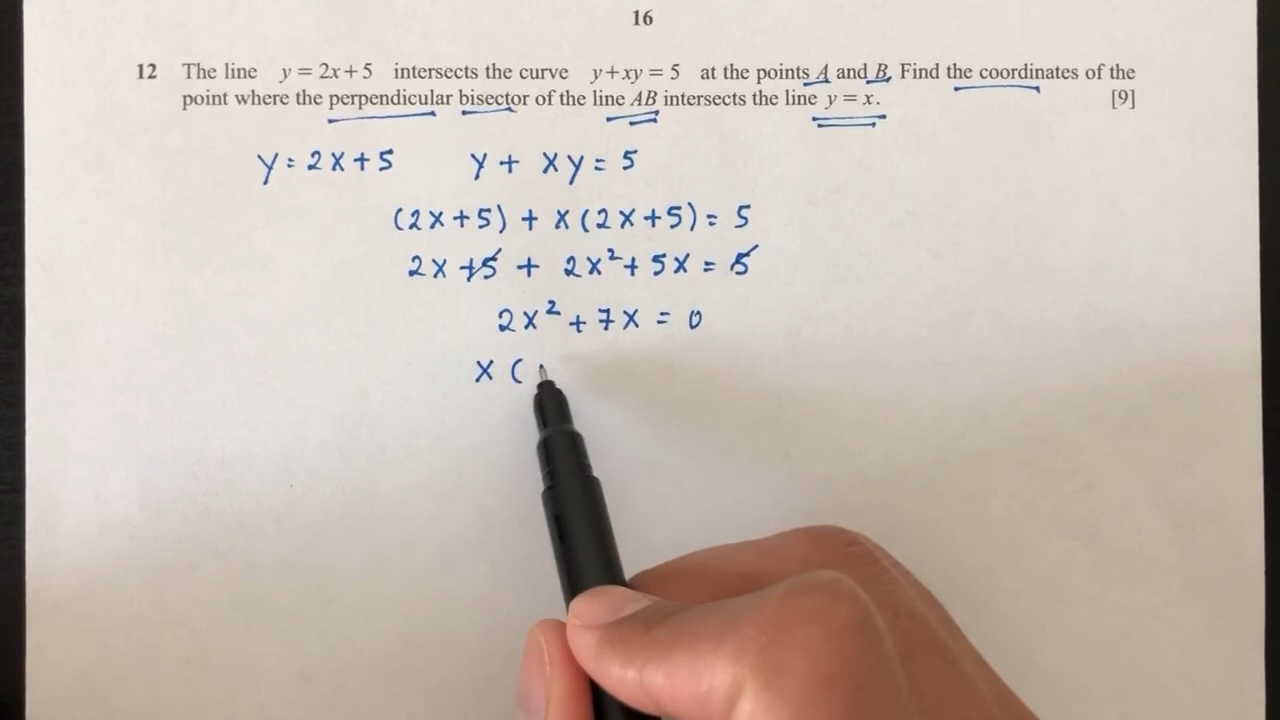 16
12 The line y = 2x + 5 intersects the curve y + xy = 5 at the points A and B. Find the coordinates of the
point where the perpendicular bisector of the line AB intersects the line y = x. [9]
y = 2x + 5 y + xy = 5
(2x + 5) + x(2x + 5) = 5
2x + 5 + 2x² + 5x = 5
2x² + 7x = 0
x (